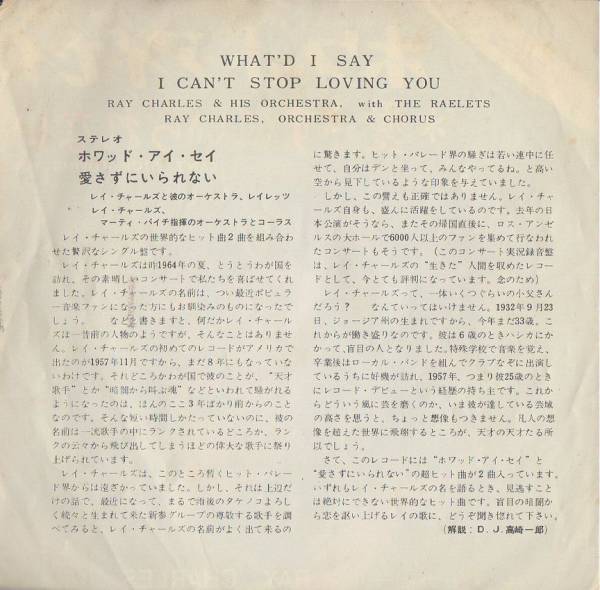 WHAT'D I SAY
I CAN'T STOP LOVING YOU
RAY CHARLES & HIS ORCHESTRA, with THE RAELETS
RAY CHARLES, ORCHESTRA & CHORUS
ステレオ
ホワッド・アイ・セイ
愛さずにいられない
レイ・チャールズと彼のオーケストラ、レイレッツ
レイ・チャールズ、
マーティ・パイチ指揮のオーケストラとコーラス
レイ・チャールズの世界的なヒット曲2曲を組み合わ
せた贅沢なシングル盤です。
レイ・チャールズは昨1964年の夏、とうとうわが国を
訪れ、その素晴しいコンサートで私たちを喜ばせてくれ
ました。レイ・チャールズの名前は、つい最近ポピュラ
ー音楽ファンになった方にもお馴染みのものになったで
しょう。 など書きますと、何だかレイ・チャールズ
は一昔前の人物のようですが、そんなことはありませ
ん。レイ・チャールズの初めてのレコードがアメリカで
出たのが1957年11月ですから、まだ8年にもなっていな
いわけです。それどころかわが国で彼のことが、“天才
歌手”とか“暗闇から叫ぶ魂”などといわれて騒がれる
ようになったのは、ほんのここ3年ばかり前からのこと
なのです。そんな短い時間しかたっていないのに、彼の
名前は一流歌手の中にランクされているどころか、ラン
クの云々から飛び出してしまうほどの偉大な歌手に祭り
上げられています。
レイ・チャールズは、このところ暫くヒット・パレー
ド界からは遠ざかっていました。しかし、それは上辺だ
けの話で、最近になって、まるで雨後のタケノコよろし
く続々と生まれて来た新参グループの尊敬する歌手を調
べてみると、レイ・チャールズの名前がよく出て来るの
に驚きます。ヒット・パレード界の騒ぎは若い連中に任
せて、自分はデンと坐って、みんなやってるね。と高い
空から見下しているような印象を与えていました。
しかし、この譬えも正確ではありません。レイ・チャ
ールズ自身も、盛んに活躍をしているのです。去年の日
本公演がそうなら、またその帰国直後に、ロス・アンゼ
ルスの大ホールで6000人以上のファンを集めて行なわれ
たコンサートもそうです。（このコンサート実況録音盤
は、レイ・チャールズの“生きた”人間を収めたレコー
ドとして、今とても評判になっています。念のため）
レイ・チャールズって、一体いくつぐらいの小父さん
だろう? なんていってはいけません。1932年9月23
日、ジョージア州の生まれですから、今年まだ33歳。こ
れからが働き盛りなのです。彼は6歳のときハシカにか
かって、盲目の人となりました。特殊学校で音楽を覚え、
卒業後はローカル・バンドを組んでクラブなぞに出演し
ているうちに好機が訪れ、1957年、つまり彼25歳のとき
にレコード・デビューという経歴の持ち主です。これか
らどういう風に芸を磨くのか、いま彼が達している芸域
の高さを思うと、ちょっと想像もつきません。凡人の想
像を超えた世界に飛翔するところが、天才の天才たる所
以でしょう。
さて、このレコードには“ホワッド・アイ・セイ”と
“愛さずにいられない”の超ヒット曲が2曲入っています。
いずれもレイ・チャールズの名を語るとき、見逃すこと
は絶対にできない世界的なヒット曲です。盲目の暗闇か
ら恋を訴い上げるレイの歌に、どうぞ聞き惚れて下さい。
(解説：D.J.高崎一郎)